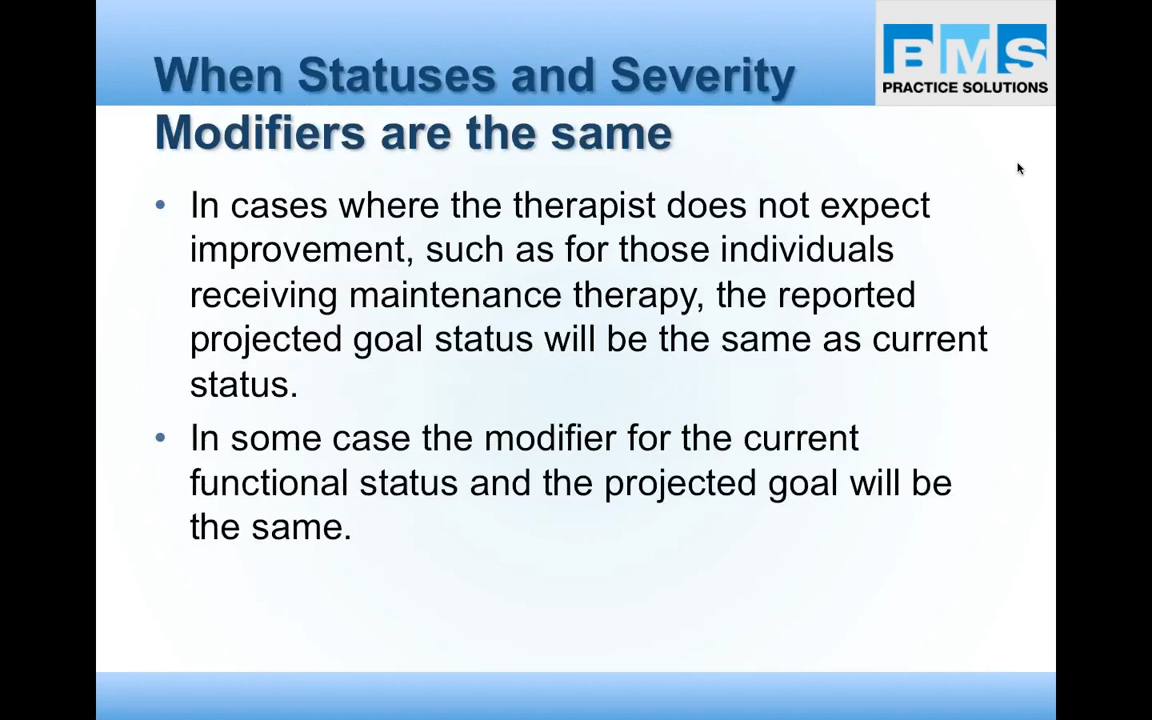 When Statuses and Severity
Modifiers are the same
BMS
PRACTICE SOLUTIONS
• In cases where the therapist does not expect
improvement, such as for those individuals
receiving maintenance therapy, the reported
projected goal status will be the same as current
status.
• In some case the modifier for the current
functional status and the projected goal will be
the same.